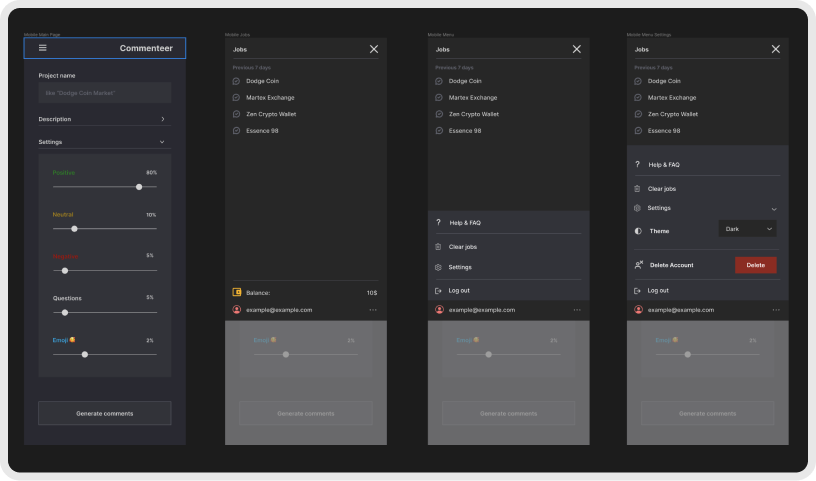 Mobile Main Page
Commenteer
Project name
like "Dodge Coin Market"
Description
Settings
Positive 80%
Neutral 10%
5%
Questions 5%
Emoji 2%
Generate comments
Mobile Jobs
Jobs
Previous 7 days
Dodge Coin
Martex Exchange
Zen Crypto Wallet
Essence 98
Balance: 10$
example@example.com
Emoji 2%
Generate comments
Mobile Menu
Jobs
Previous 7 days
Dodge Coin
Martex Exchange
Zen Crypto Wallet
Essence 98
? Help & FAQ
Clear jobs
Settings
Log out
example@example.com
Emoji 2%
Generate comments
Mobile Menu Settings
Jobs
Previous 7 days
Dodge Coin
Martex Exchange
Zen Crypto Wallet
Essence 98
? Help & FAQ
Clear jobs
Settings
Theme Dark
Delete Account Delete
Log out
example@example.com
Emoji 2%
Generate comments